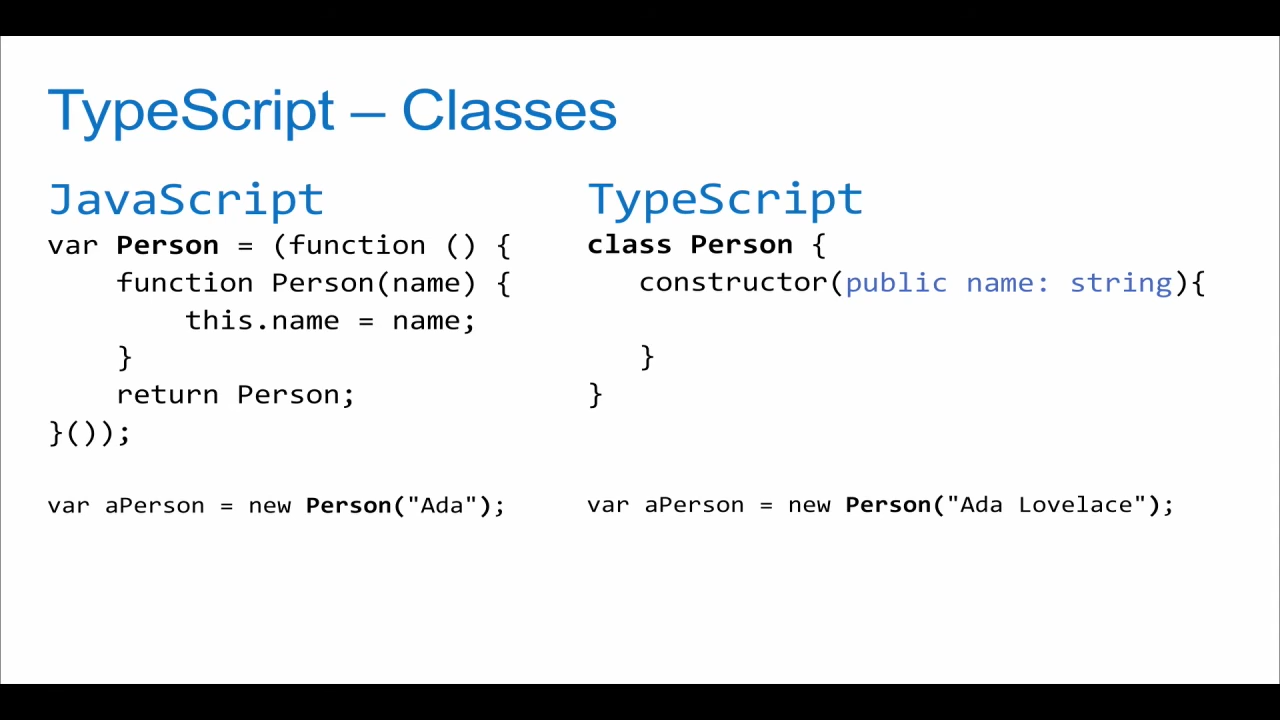 TypeScript – Classes
JavaScript
var Person = (function () {
function Person(name) {
this.name = name;
}
return Person;
}());
var aPerson = new Person("Ada");
TypeScript
class Person {
constructor(public name: string){
}
}
var aPerson = new Person("Ada Lovelace");